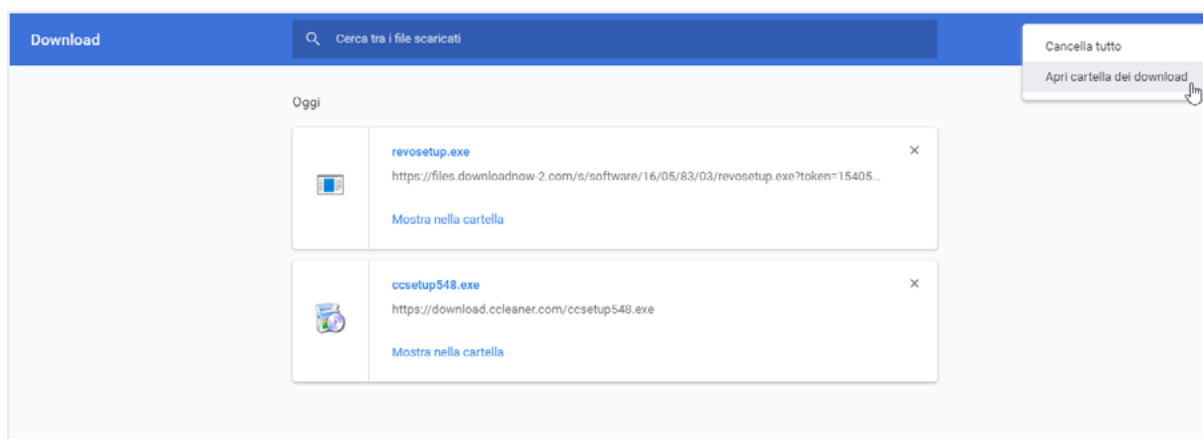 Download
Cerca tra i file scaricati
Cancella tutto
Apri cartella dei download
Oggi
revosetup.exe
https://files.downloadnow-2.com/s/software/16/05/83/03/revosetup.exe?token=15405...
Mostra nella cartella
ccsetup548.exe
https://download.ccleaner.com/ccsetup548.exe
Mostra nella cartella